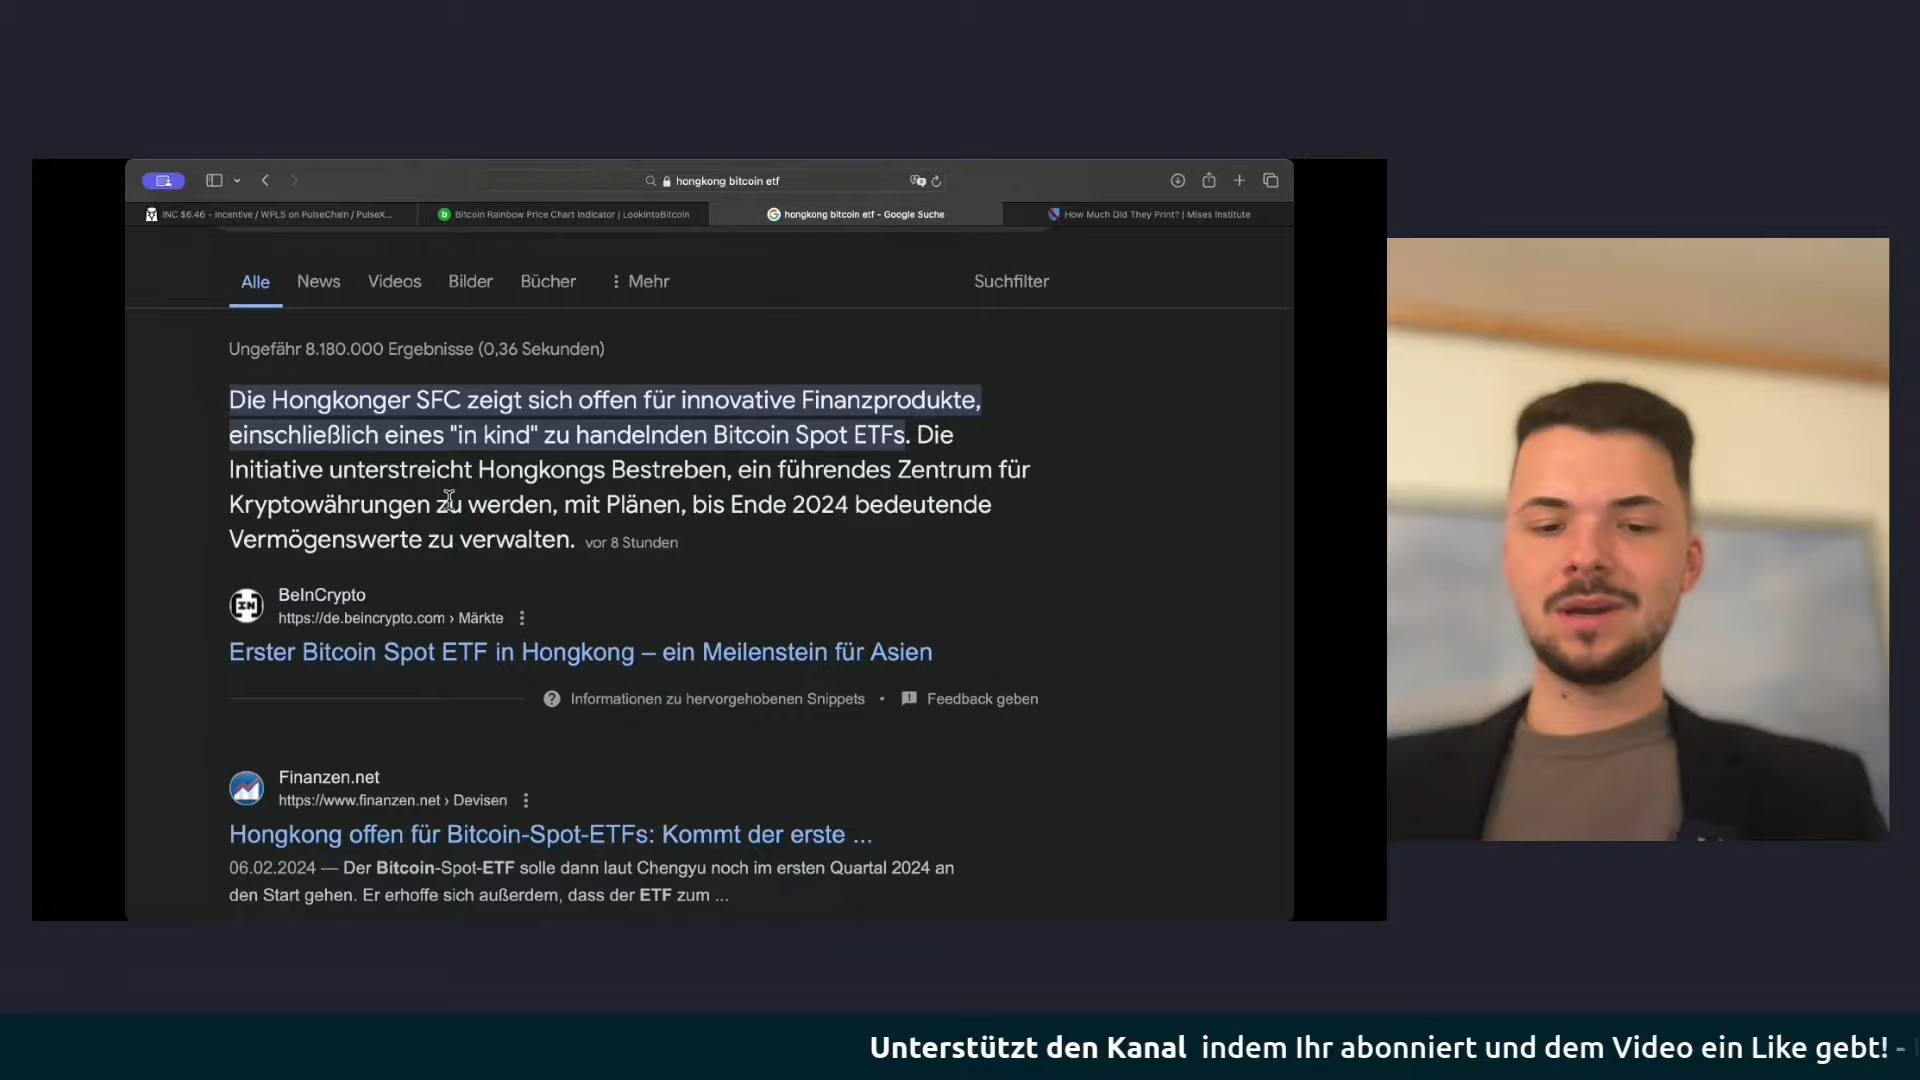 hongkong bitcoin etf
INC $6.46 - Incentive / WPLS on PulseChain / PulseX...
Bitcoin Rainbow Price Chart Indicator | LookIntoBitcoin
hongkong bitcoin etf - Google Suche
How Much Did They Print? | Mises Institute
Alle
News
Videos
Bilder
Bücher
Mehr
Suchfilter
Ungefähr 8.180.000 Ergebnisse (0,36 Sekunden)
Die Hongkonger SFC zeigt sich offen für innovative Finanzprodukte,
einschließlich eines "in kind" zu handelnden Bitcoin Spot ETFs. Die
Initiative unterstreicht Hongkongs Bestreben, ein führendes Zentrum für
Kryptowährungen zu werden, mit Plänen, bis Ende 2024 bedeutende
Vermögenswerte zu verwalten. vor 8 Stunden
IN
BeInCrypto
https://de.beincrypto.com › Märkte
Erster Bitcoin Spot ETF in Hongkong – ein Meilenstein für Asien
Informationen zu hervorgehobenen Snippets • Feedback geben
Finanzen.net
https://www.finanzen.net › Devisen
Hongkong offen für Bitcoin-Spot-ETFs: Kommt der erste ...
06.02.2024 — Der Bitcoin-Spot-ETF solle dann laut Chengyu noch im ersten Quartal 2024 an
den Start gehen. Er erhoffe sich außerdem, dass der ETF zum ...
Unterstützt den Kanal indem Ihr abonniert und dem Video ein Like gebt! -